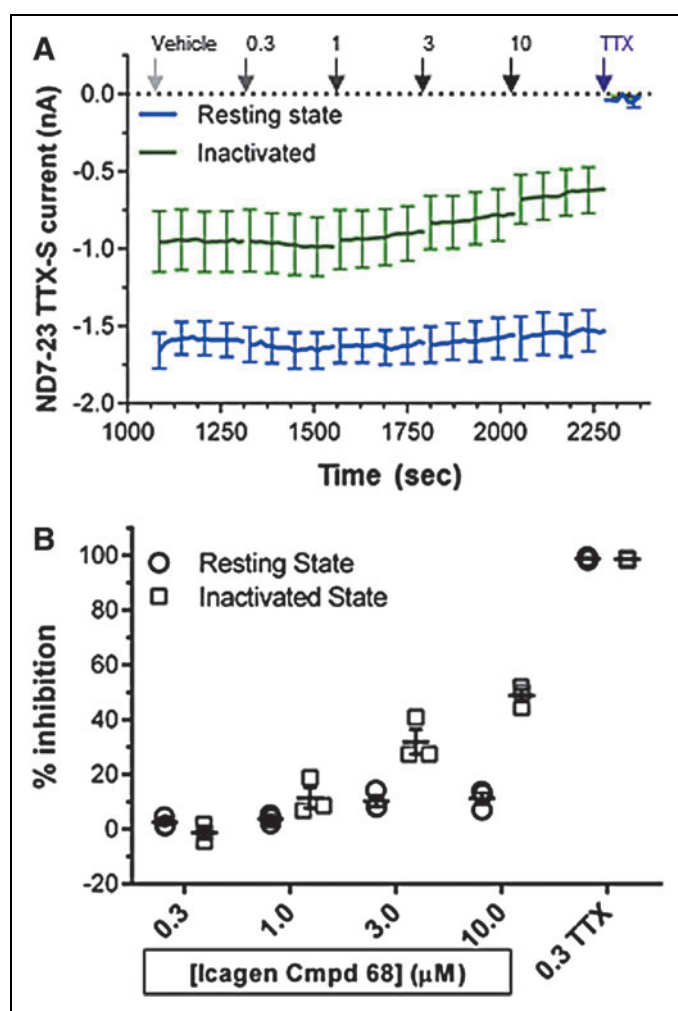 A
Vehicle 0.3 1 3 10 TTX
0.0
Resting state
Inactivated
-0.5
-1.0
-1.5
-2.0
ND7-23 TTX-S current (nA)
1000 1250 1500 1750 2000 2250
Time (sec)
B
100
80
60
40
20
0
-20
% inhibition
Resting State
Inactivated State
0.3 1.0 3.0 10.0 0.3 TTX
[Icagen Cmpd 68] (μM)